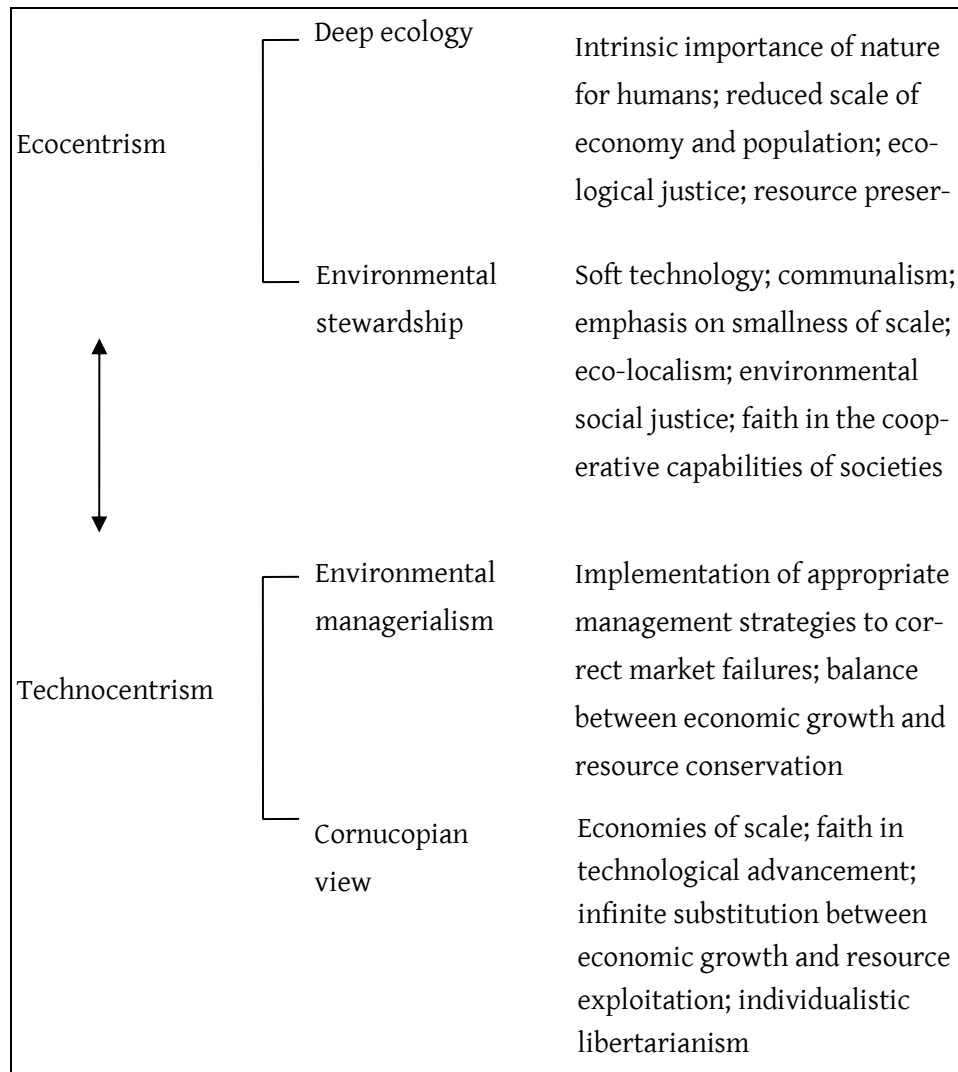 Deep ecology
Intrinsic importance of nature
for humans; reduced scale of
economy and population; eco-
logical justice; resource preser-
Ecocentrism
Environmental
stewardship
Soft technology; communalism;
emphasis on smallness of scale;
eco-localism; environmental
social justice; faith in the coop-
erative capabilities of societies
Environmental
managerialism
Implementation of appropriate
management strategies to cor-
rect market failures; balance
between economic growth and
resource conservation
Technocentrism
Cornucopian
view
Economies of scale; faith in
technological advancement;
infinite substitution between
economic growth and resource
exploitation; individualistic
libertarianism